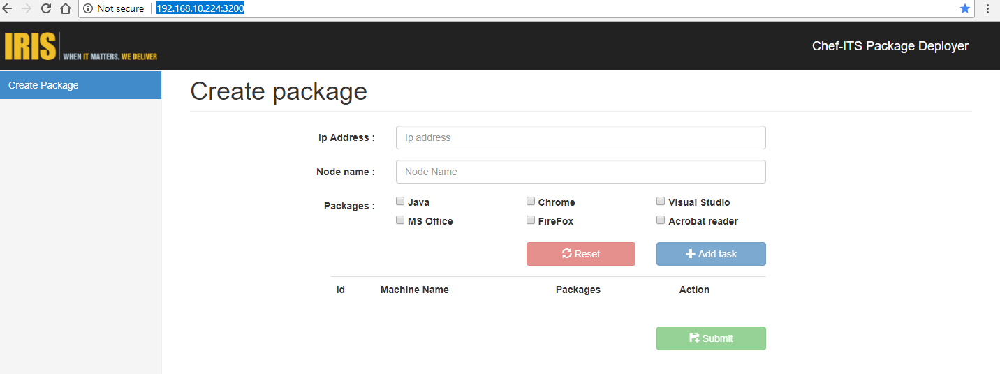 Not secure | 192.168.10.224:3200
IRIS WHEN IT MATTERS. WE DELIVER
Chef-ITS Package Deployer
Create Package
Create package
Ip Address : Ip address
Node name : Node Name
Packages : Java Chrome Visual Studio
MS Office FireFox Acrobat reader
Reset Add task
Id Machine Name Packages Action
Submit